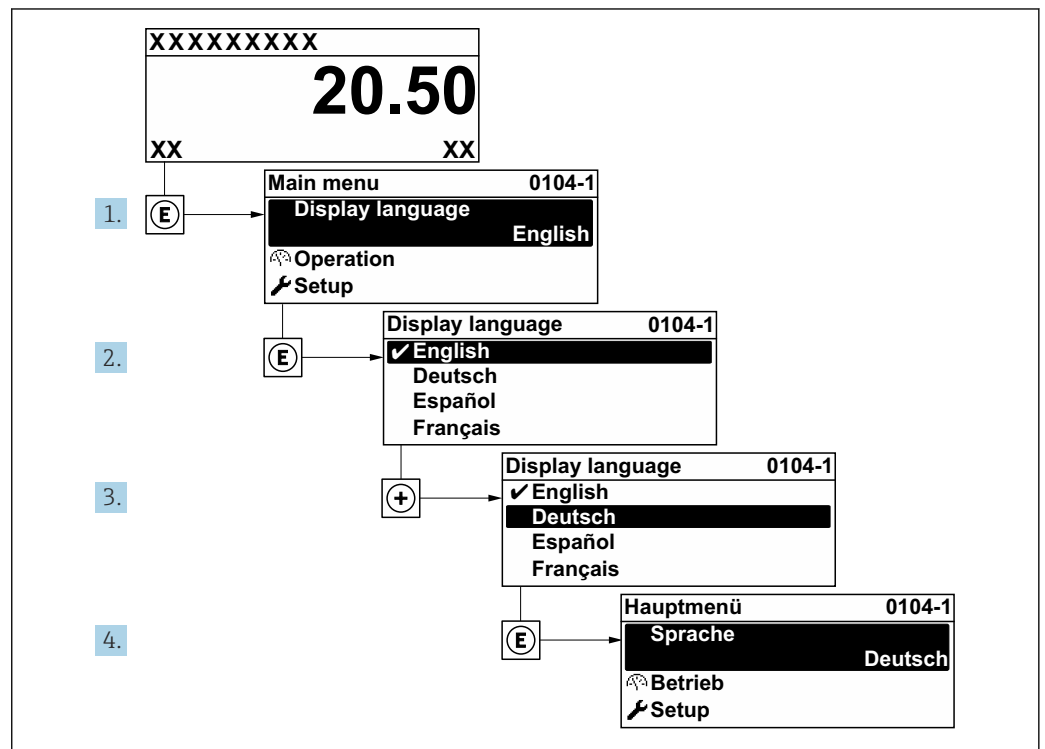 XXXXXXXXX
20.50
XX XX
1. E
Main menu 0104-1
Display language
English
Operation
Setup
2. E
Display language 0104-1
✔ English
Deutsch
Español
Français
3. +
Display language 0104-1
✔ English
Deutsch
Español
Français
4. E
Hauptmenü 0104-1
Sprache
Deutsch
Betrieb
Setup